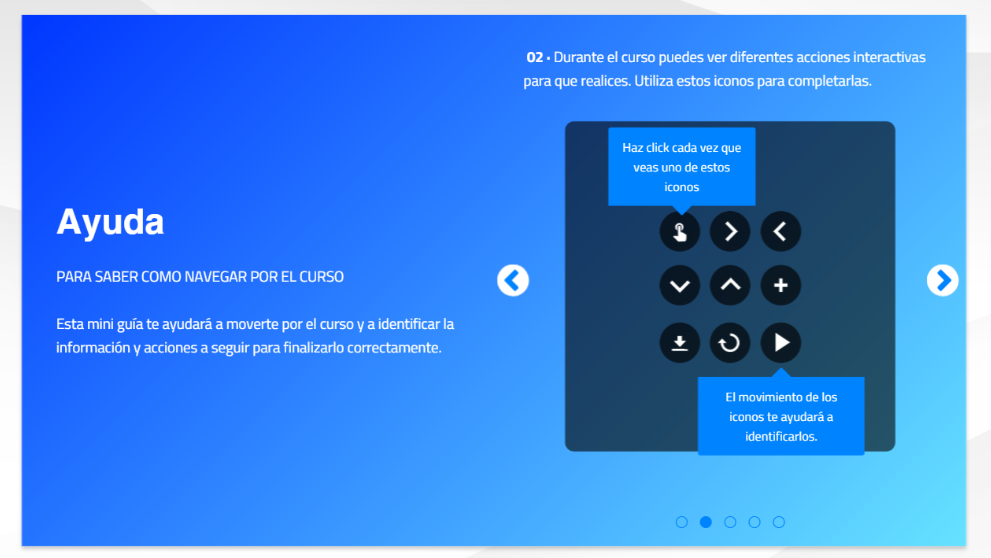 Ayuda
PARA SABER COMO NAVEGAR POR EL CURSO
Esta mini guía te ayudará a moverte por el curso y a identificar la
información y acciones a seguir para finalizarlo correctamente.
02 • Durante el curso puedes ver diferentes acciones interactivas
para que realices. Utiliza estos iconos para completarlas.
Haz click cada vez que
veas uno de estos
iconos
El movimiento de los
iconos te ayudará a
identificarlos.